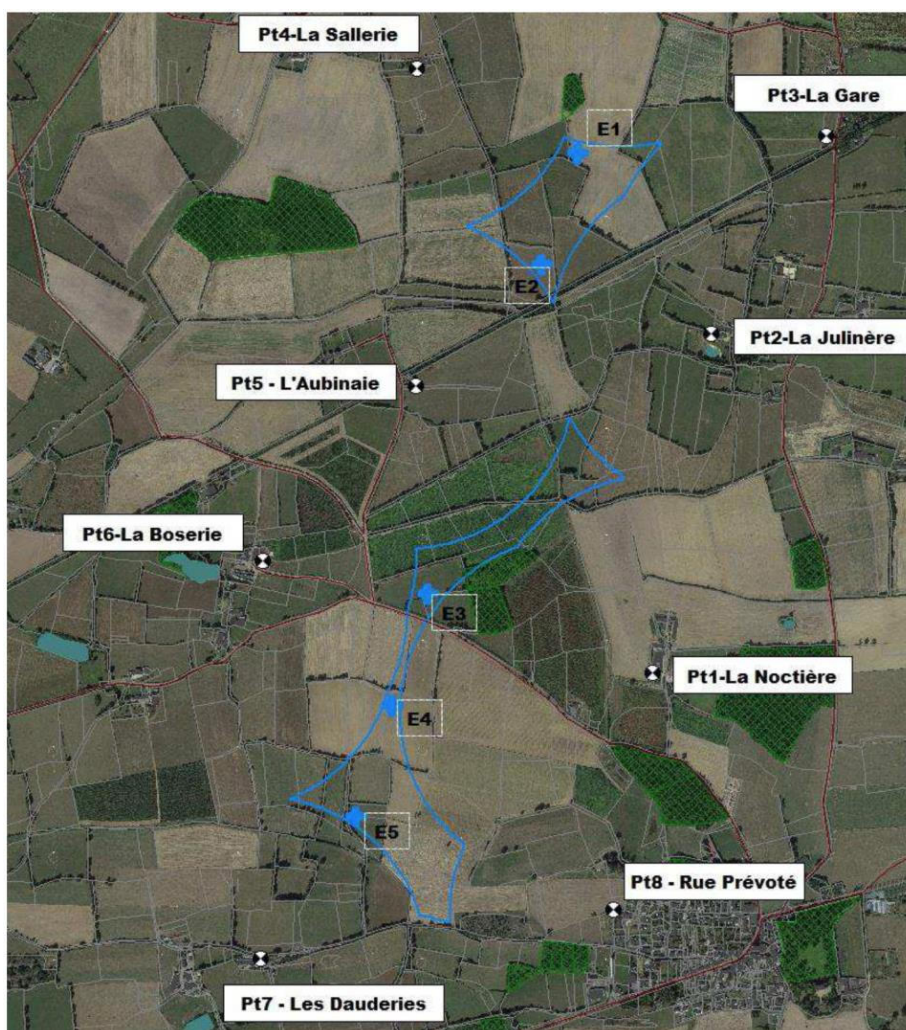 Pt4-La Sallerie
Pt3-La Gare
E1
E2
Pt2-La Julinère
Pt5 - L'Aubinaie
Pt6-La Boserie
E3
Pt1-La Noctière
E4
E5
Pt8 - Rue Prévoté
Pt7 - Les Dauderies